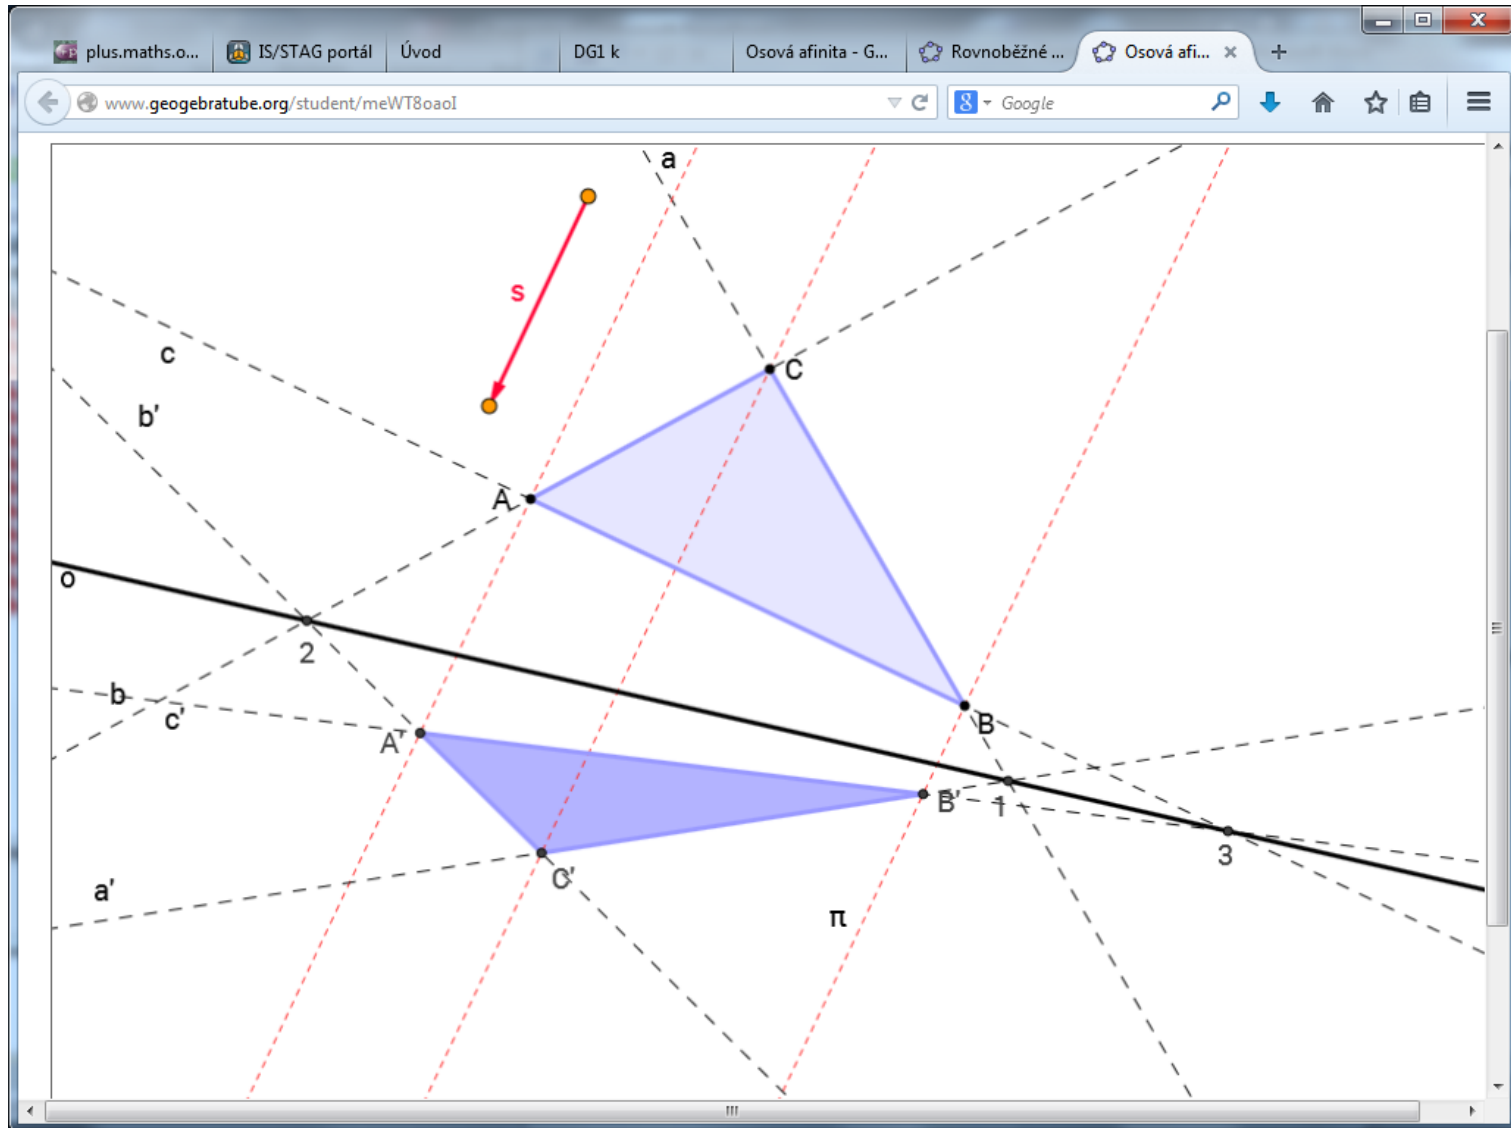 plus.maths.o... IS/STAG portál Úvod DG1 k Osová afinita - G... Rovnoběžné ... Osová afi...
www.geogebratube.org/student/meWT8oaoI Google
a
s
c
C
b'
A
o
2
b
c'
B
A'
B'
1
3
C'
a'
π